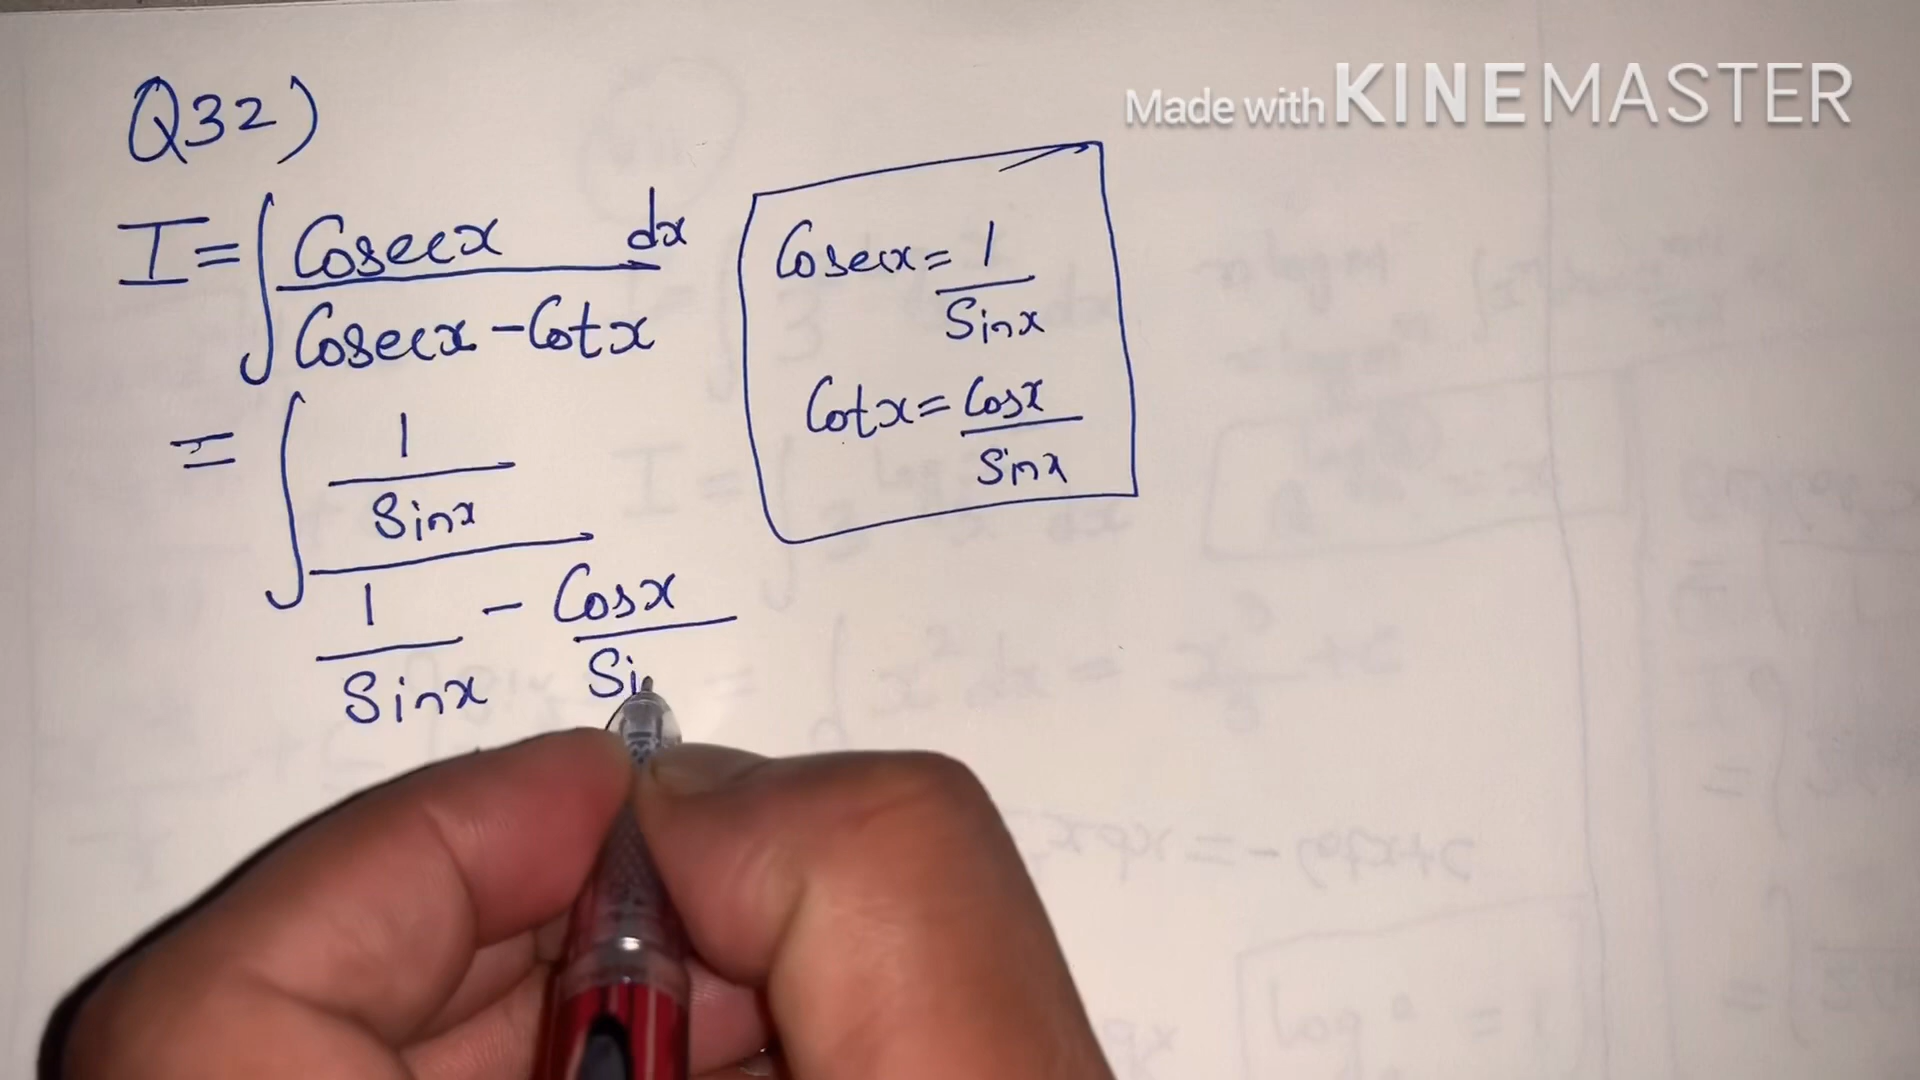 Q32)
Made with KINEMASTER
I = ∫ Cosecx dx
Cosecx - Cotx
Cosecx = 1
Sinx
Cotx = Cosx
Sinx
= ∫ 1
Sinx
1 - Cosx
Sinx Si